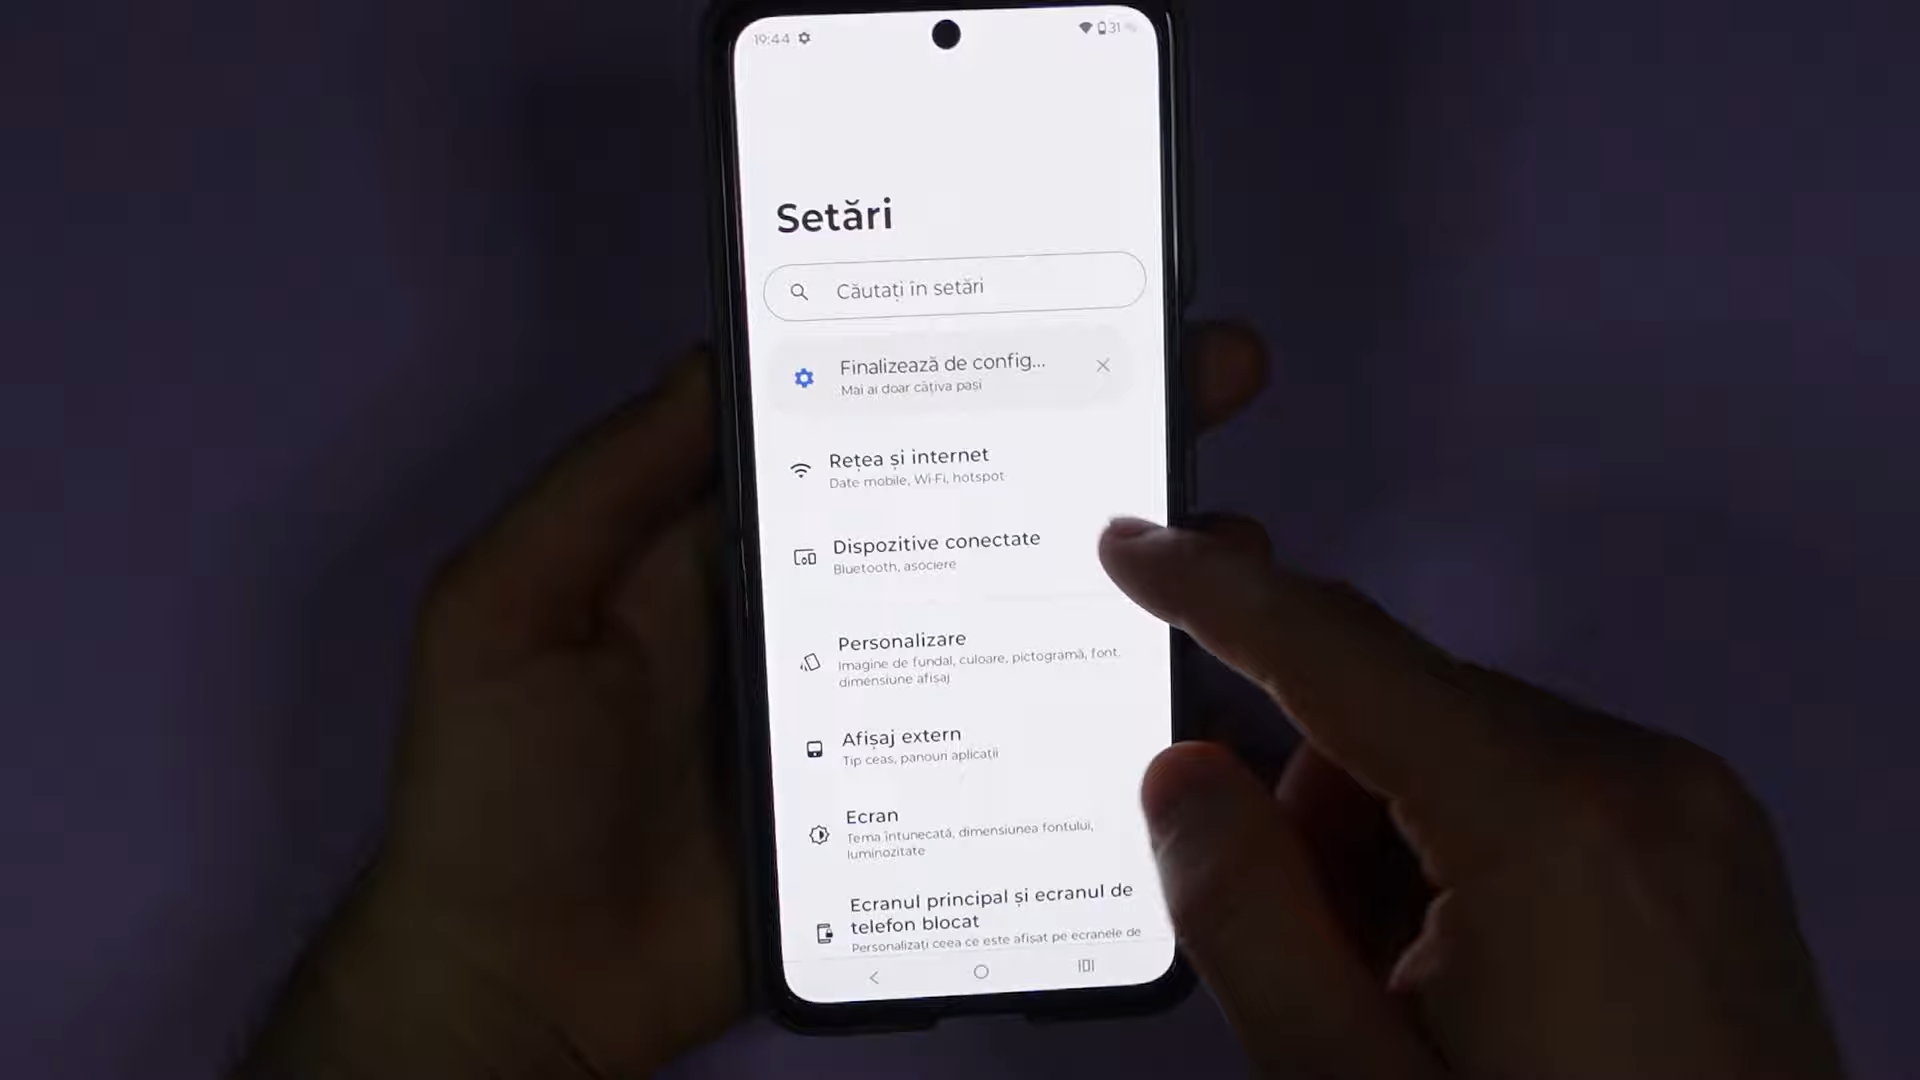 19:44
31
Setări
Căutați în setări
Finalizează de config...
Mai ai doar câțiva pași
Rețea și internet
Date mobile, Wi-Fi, hotspot
Dispozitive conectate
Bluetooth, asociere
Personalizare
Imagine de fundal, culoare, pictogramă, font,
dimensiune afișaj
Afișaj extern
Tip ceas, panouri aplicații
Ecran
Tema întunecată, dimensiunea fontului,
luminozitate
Ecranul principal și ecranul de
telefon blocat
Personalizați ceea ce este afișat pe ecranele de